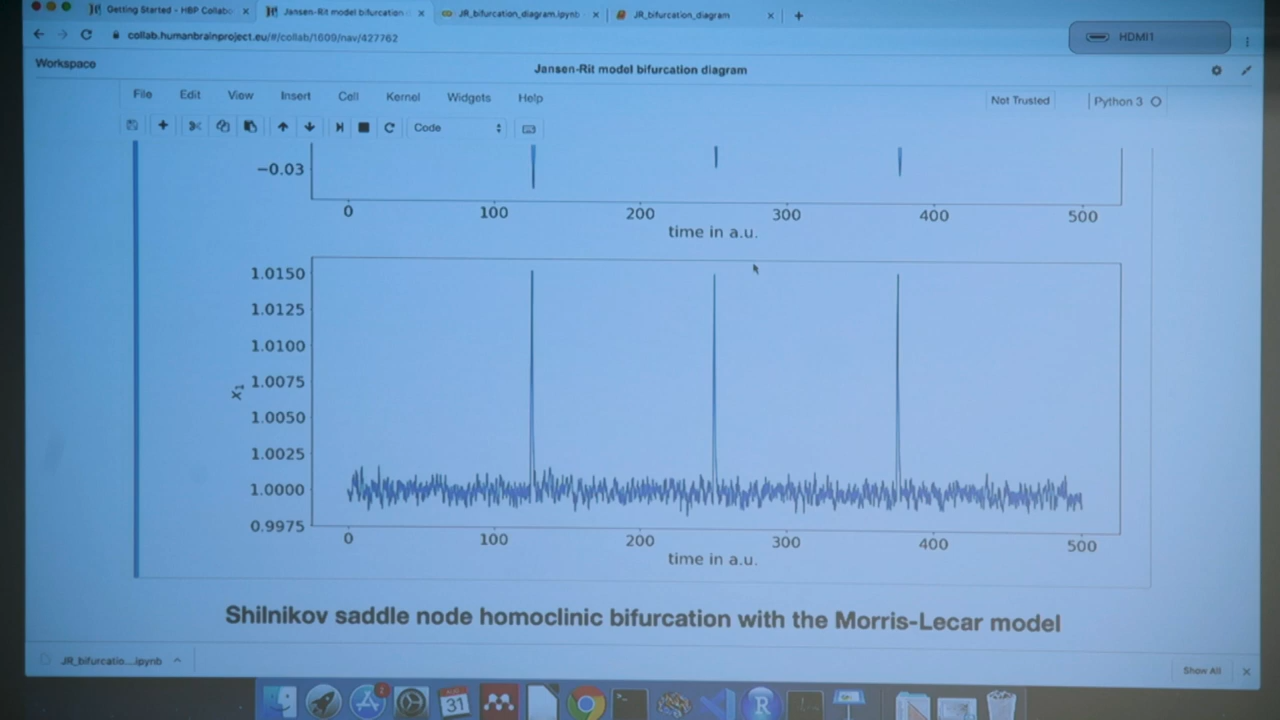 Getting Started - HBP Collabo
Jansen-Rit model bifurcation
JR_bifurcation_diagram.ipynb
JR_bifurcation_diagram
collab.humanbrainproject.eu/#/collab/1609/nav/427762
HDMI1
Workspace
Jansen-Rit model bifurcation diagram
File Edit View Insert Cell Kernel Widgets Help
Not Trusted
Python 3
Code
−0.03
0 100 200 300 400 500
time in a.u.
1.0150
1.0125
1.0100
1.0075
1.0050
1.0025
1.0000
0.9975
x1
0 100 200 300 400 500
time in a.u.
Shilnikov saddle node homoclinic bifurcation with the Morris-Lecar model
JR_bifurcatio...ipynb
Show All
31
R